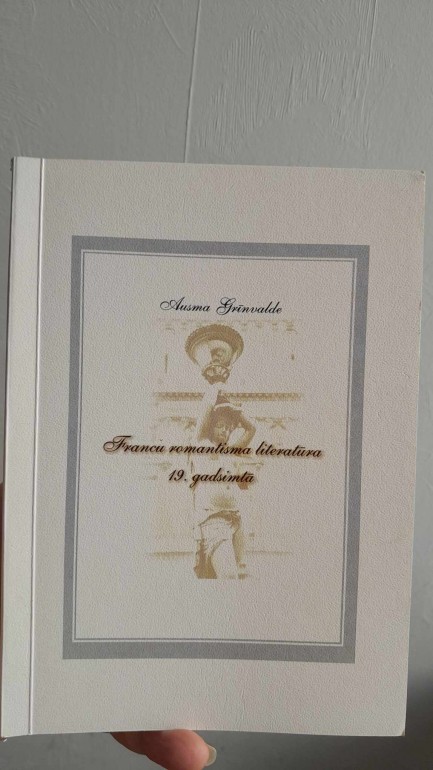 Ausma Grīnvalde
Franču romantisma literatūra
19. gadsimtā